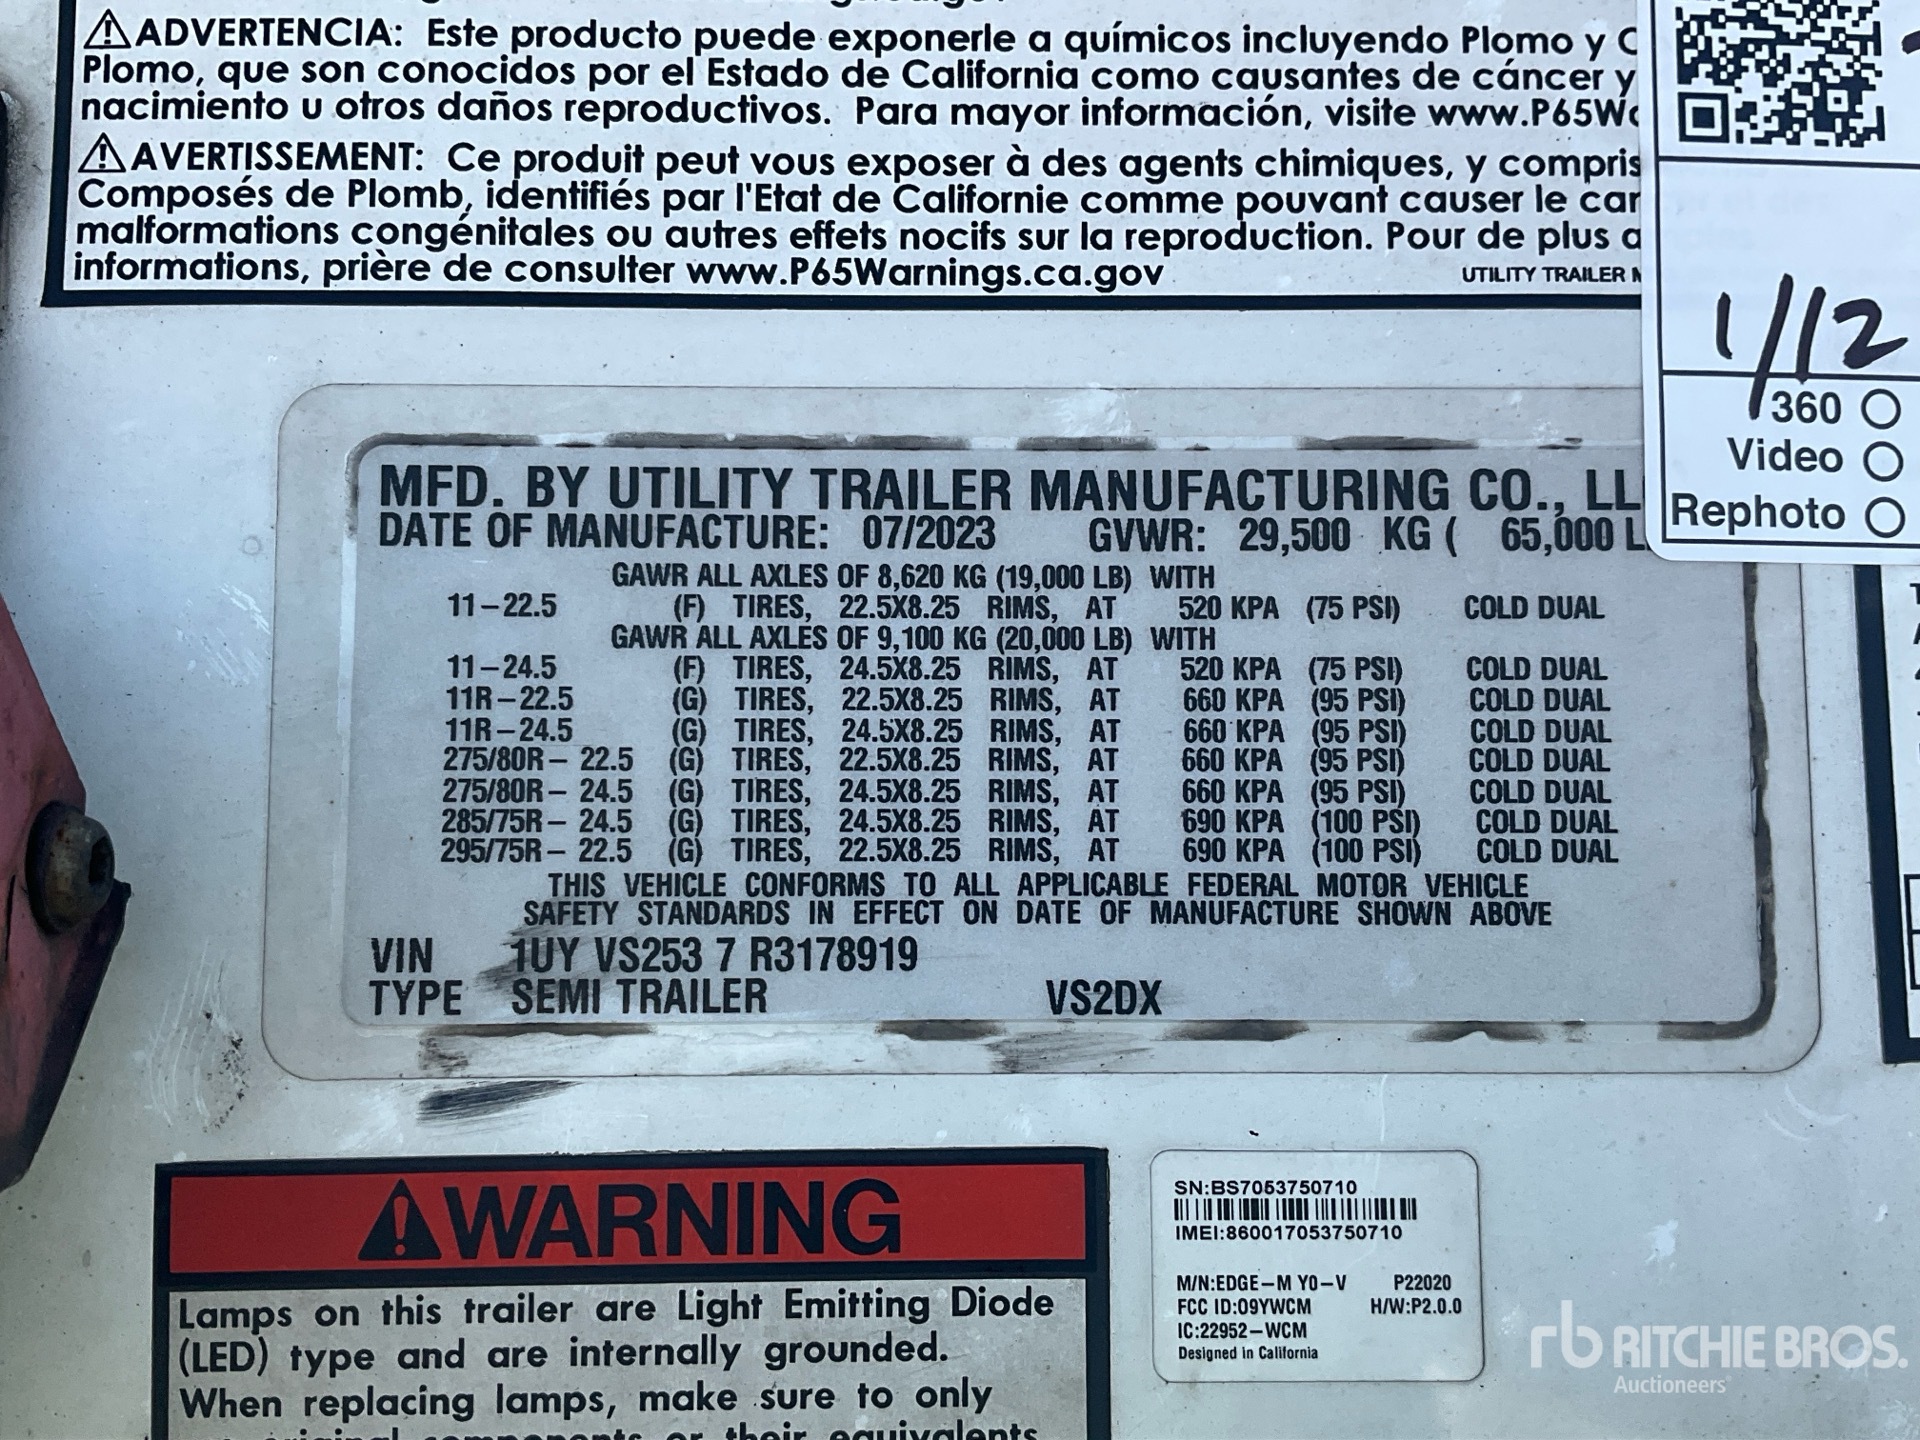 ⚠ADVERTENCIA: Este producto puede exponerle a químicos incluyendo Plomo y
Plomo, que son conocidos por el Estado de California como causantes de cáncer y
nacimiento u otros daños reproductivos. Para mayor información, visite www.P65W
⚠AVERTISSEMENT: Ce produit peut vous exposer à des agents chimiques, y compris
Composés de Plomb, identifiés par l'Etat de Californie comme pouvant causer le
malformations congénitales ou autres effets nocifs sur la reproduction. Pour de plus
informations, prière de consulter www.P65Warnings.ca.gov
UTILITY TRAILER
1/12
360
Video
Rephoto
MFD. BY UTILITY TRAILER MANUFACTURING CO., LL
DATE OF MANUFACTURE: 07/2023 GVWR: 29,500 KG ( 65,000 L
GAWR ALL AXLES OF 8,620 KG (19,000 LB) WITH
11-22.5 (F) TIRES, 22.5X8.25 RIMS, AT 520 KPA (75 PSI) COLD DUAL
GAWR ALL AXLES OF 9,100 KG (20,000 LB) WITH
11-24.5 (F) TIRES, 24.5X8.25 RIMS, AT 520 KPA (75 PSI) COLD DUAL
11R-22.5 (G) TIRES, 22.5X8.25 RIMS, AT 660 KPA (95 PSI) COLD DUAL
11R-24.5 (G) TIRES, 24.5X8.25 RIMS, AT 660 KPA (95 PSI) COLD DUAL
275/80R- 22.5 (G) TIRES, 22.5X8.25 RIMS, AT 660 KPA (95 PSI) COLD DUAL
275/80R- 24.5 (G) TIRES, 24.5X8.25 RIMS, AT 660 KPA (95 PSI) COLD DUAL
285/75R- 24.5 (G) TIRES, 24.5X8.25 RIMS, AT 690 KPA (100 PSI) COLD DUAL
295/75R- 22.5 (G) TIRES, 22.5X8.25 RIMS, AT 690 KPA (100 PSI) COLD DUAL
THIS VEHICLE CONFORMS TO ALL APPLICABLE FEDERAL MOTOR VEHICLE
SAFETY STANDARDS IN EFFECT ON DATE OF MANUFACTURE SHOWN ABOVE
VIN 1UY VS253 7 R3178919
TYPE SEMI TRAILER VS2DX
⚠WARNING
Lamps on this trailer are Light Emitting Diode
(LED) type and are internally grounded.
When replacing lamps, make sure to only
original components or their equivalents
SN:BS7053750710
IMEI:860017053750710
M/N:EDGE-M Y0-V P22020
FCC ID:09YWCM H/W:P2.0.0
IC:22952-WCM
Designed in California
rb RITCHIE BROS.
Auctioneers